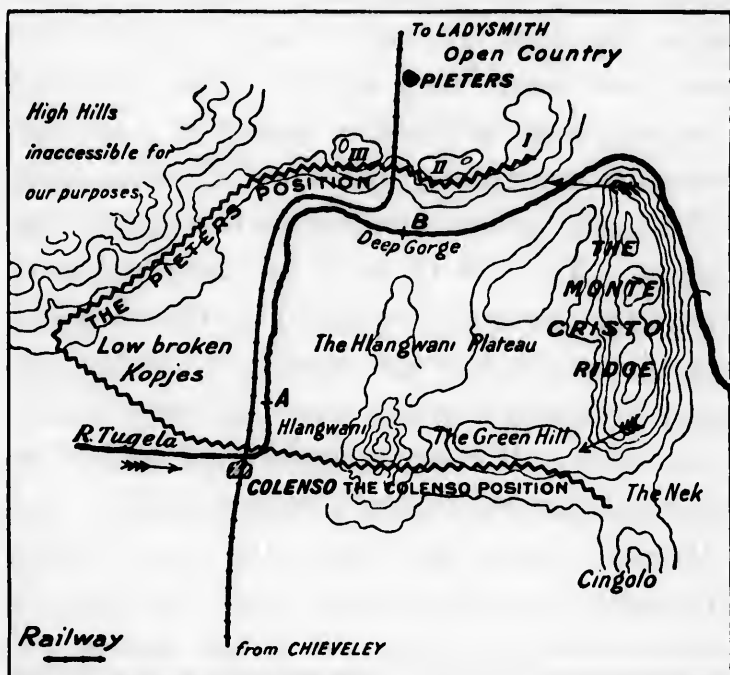 To LADYSMITH
Open Country
PIETERS
High Hills
inaccessible for
our purposes
I
II
III
THE PIETERS POSITION
B
Deep Gorge
THE
MONTE
CRISTO
RIDGE
The Hlangwani Plateau
Low broken
Kopjes
A
Hlangwani
The Green Hill
R. Tugela
COLENSO THE COLENSO POSITION
The Nek
Cingolo
Railway
from CHIEVELEY